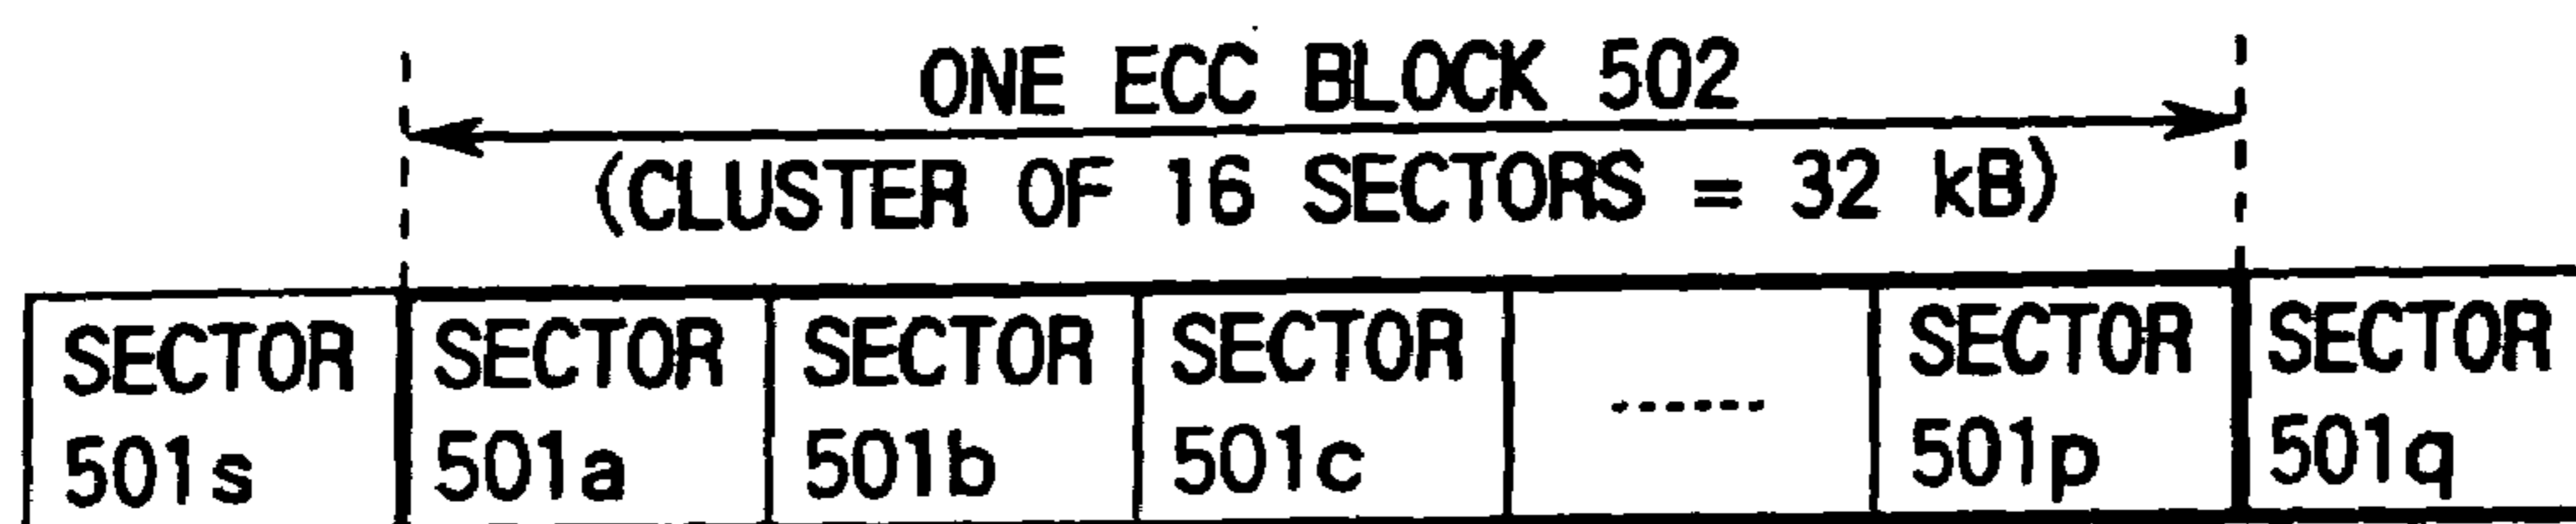 ONE ECC BLOCK 502
(CLUSTER OF 16 SECTORS = 32 kB)
SECTOR SECTOR SECTOR SECTOR ...... SECTOR SECTOR
501s 501a 501b 501c 501p 501q